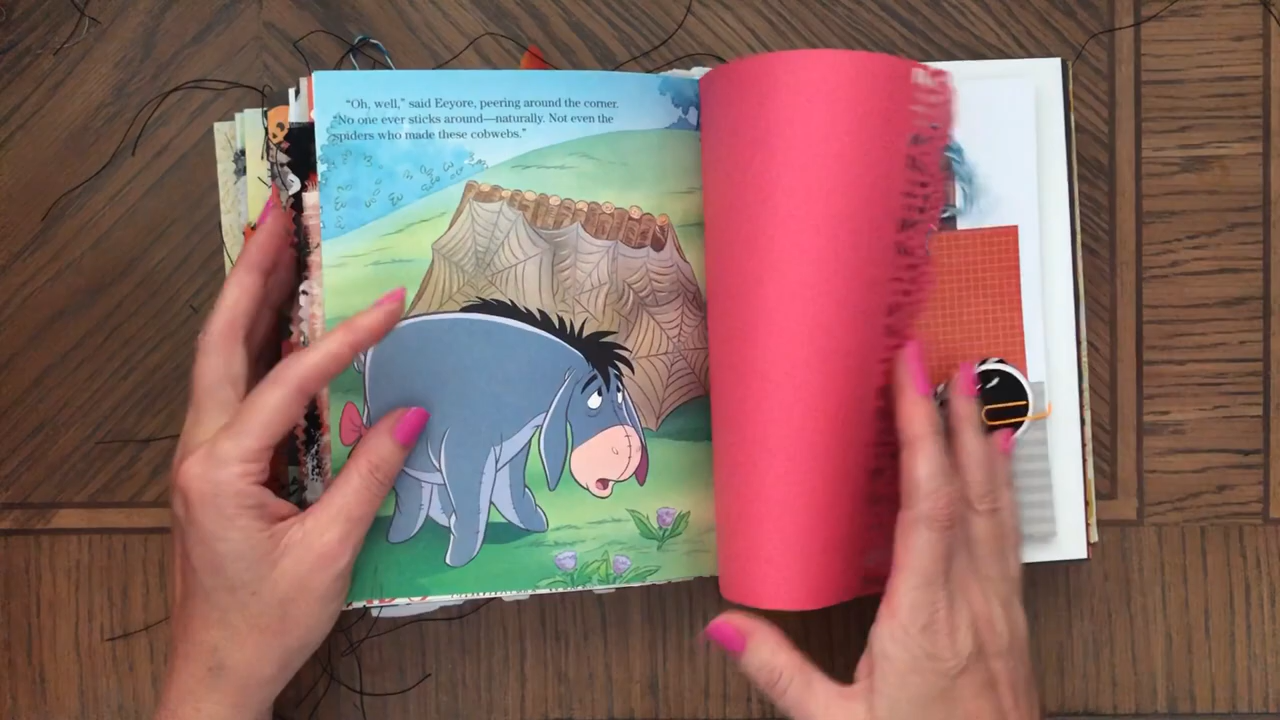 “Oh, well,” said Eeyore, peering around the corner.
“No one ever sticks around—naturally. Not even the
spiders who made these cobwebs.”